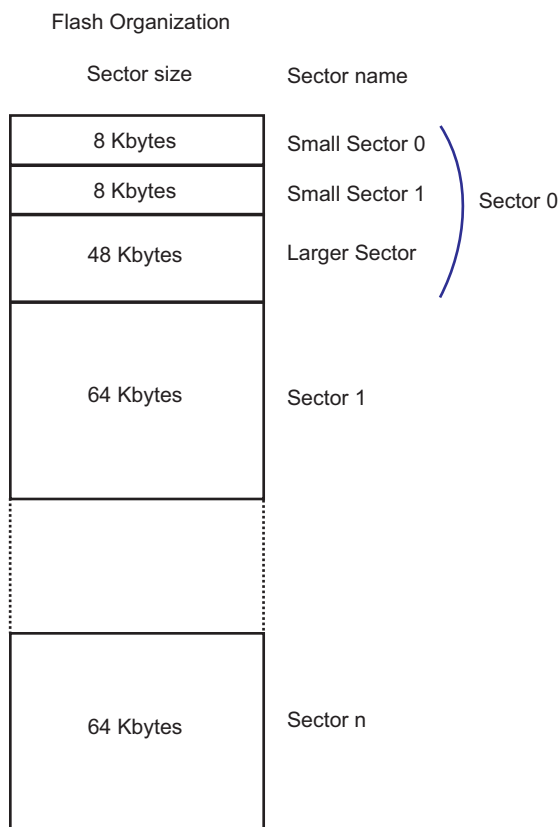 Flash Organization
Sector size Sector name
8 Kbytes Small Sector 0
8 Kbytes Small Sector 1 Sector 0
48 Kbytes Larger Sector
64 Kbytes Sector 1
64 Kbytes Sector n